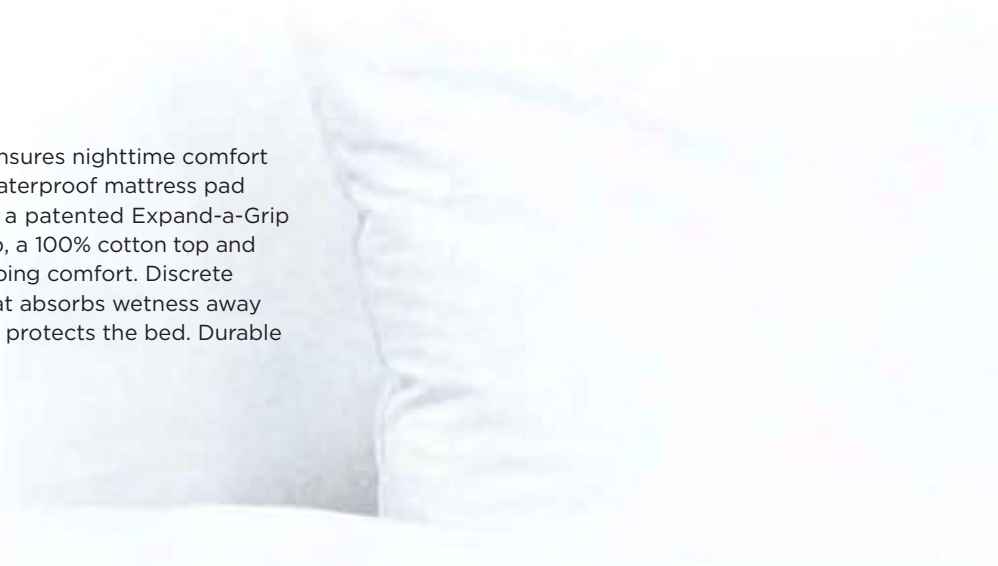 nsures nighttime comfort
aterproof mattress pad
a patented Expand-a-Grip
, a 100% cotton top and
ping comfort. Discrete
at absorbs wetness away
protects the bed. Durable